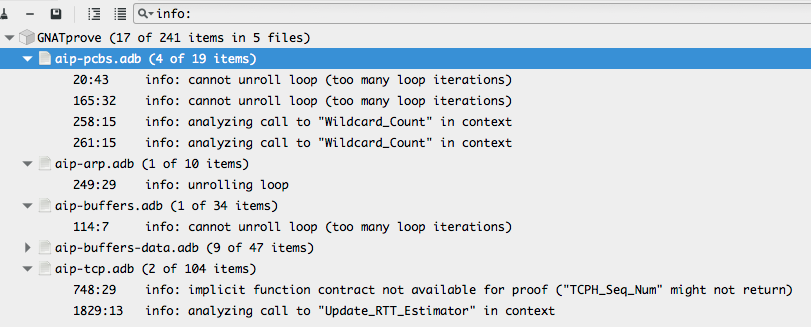 info:
GNATprove (17 of 241 items in 5 files)
aip-pcbs.adb (4 of 19 items)
20:43 info: cannot unroll loop (too many loop iterations)
165:32 info: cannot unroll loop (too many loop iterations)
258:15 info: analyzing call to "Wildcard_Count" in context
261:15 info: analyzing call to "Wildcard_Count" in context
aip-arp.adb (1 of 10 items)
249:29 info: unrolling loop
aip-buffers.adb (1 of 34 items)
114:7 info: cannot unroll loop (too many loop iterations)
aip-buffers-data.adb (9 of 47 items)
aip-tcp.adb (2 of 104 items)
748:29 info: implicit function contract not available for proof ("TCPH_Seq_Num" might not return)
1829:13 info: analyzing call to "Update_RTT_Estimator" in context